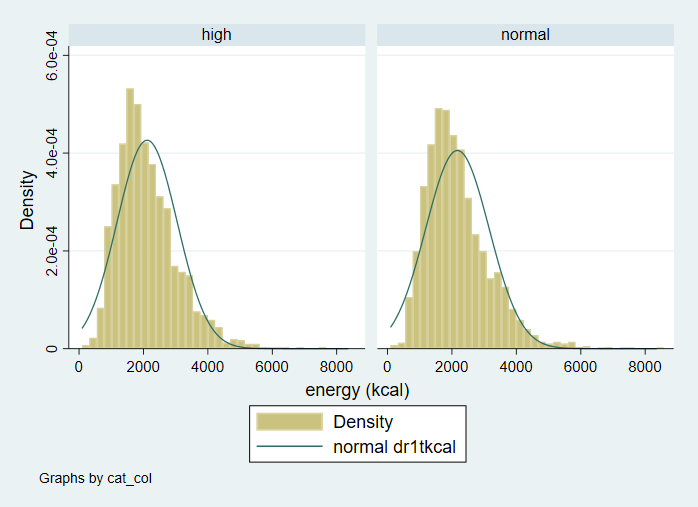 high
normal
Density
0
2.0e-04
4.0e-04
6.0e-04
0 2000 4000 6000 8000
0 2000 4000 6000 8000
energy (kcal)
Density
normal dr1tkcal
Graphs by cat_col